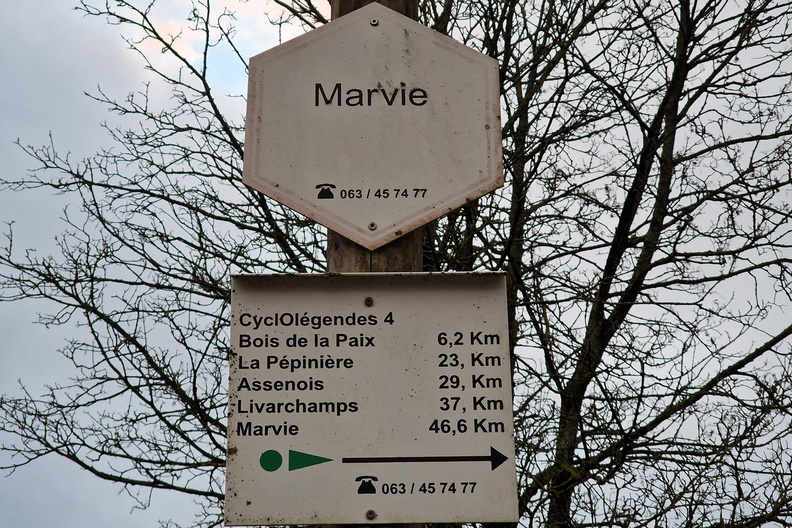 Marvie
063 / 45 74 77
CyclOlégendes 4
Bois de la Paix 6,2 Km
La Pépinière 23, Km
Assenois 29, Km
Livarchamps 37, Km
Marvie 46,6 Km
063 / 45 74 77